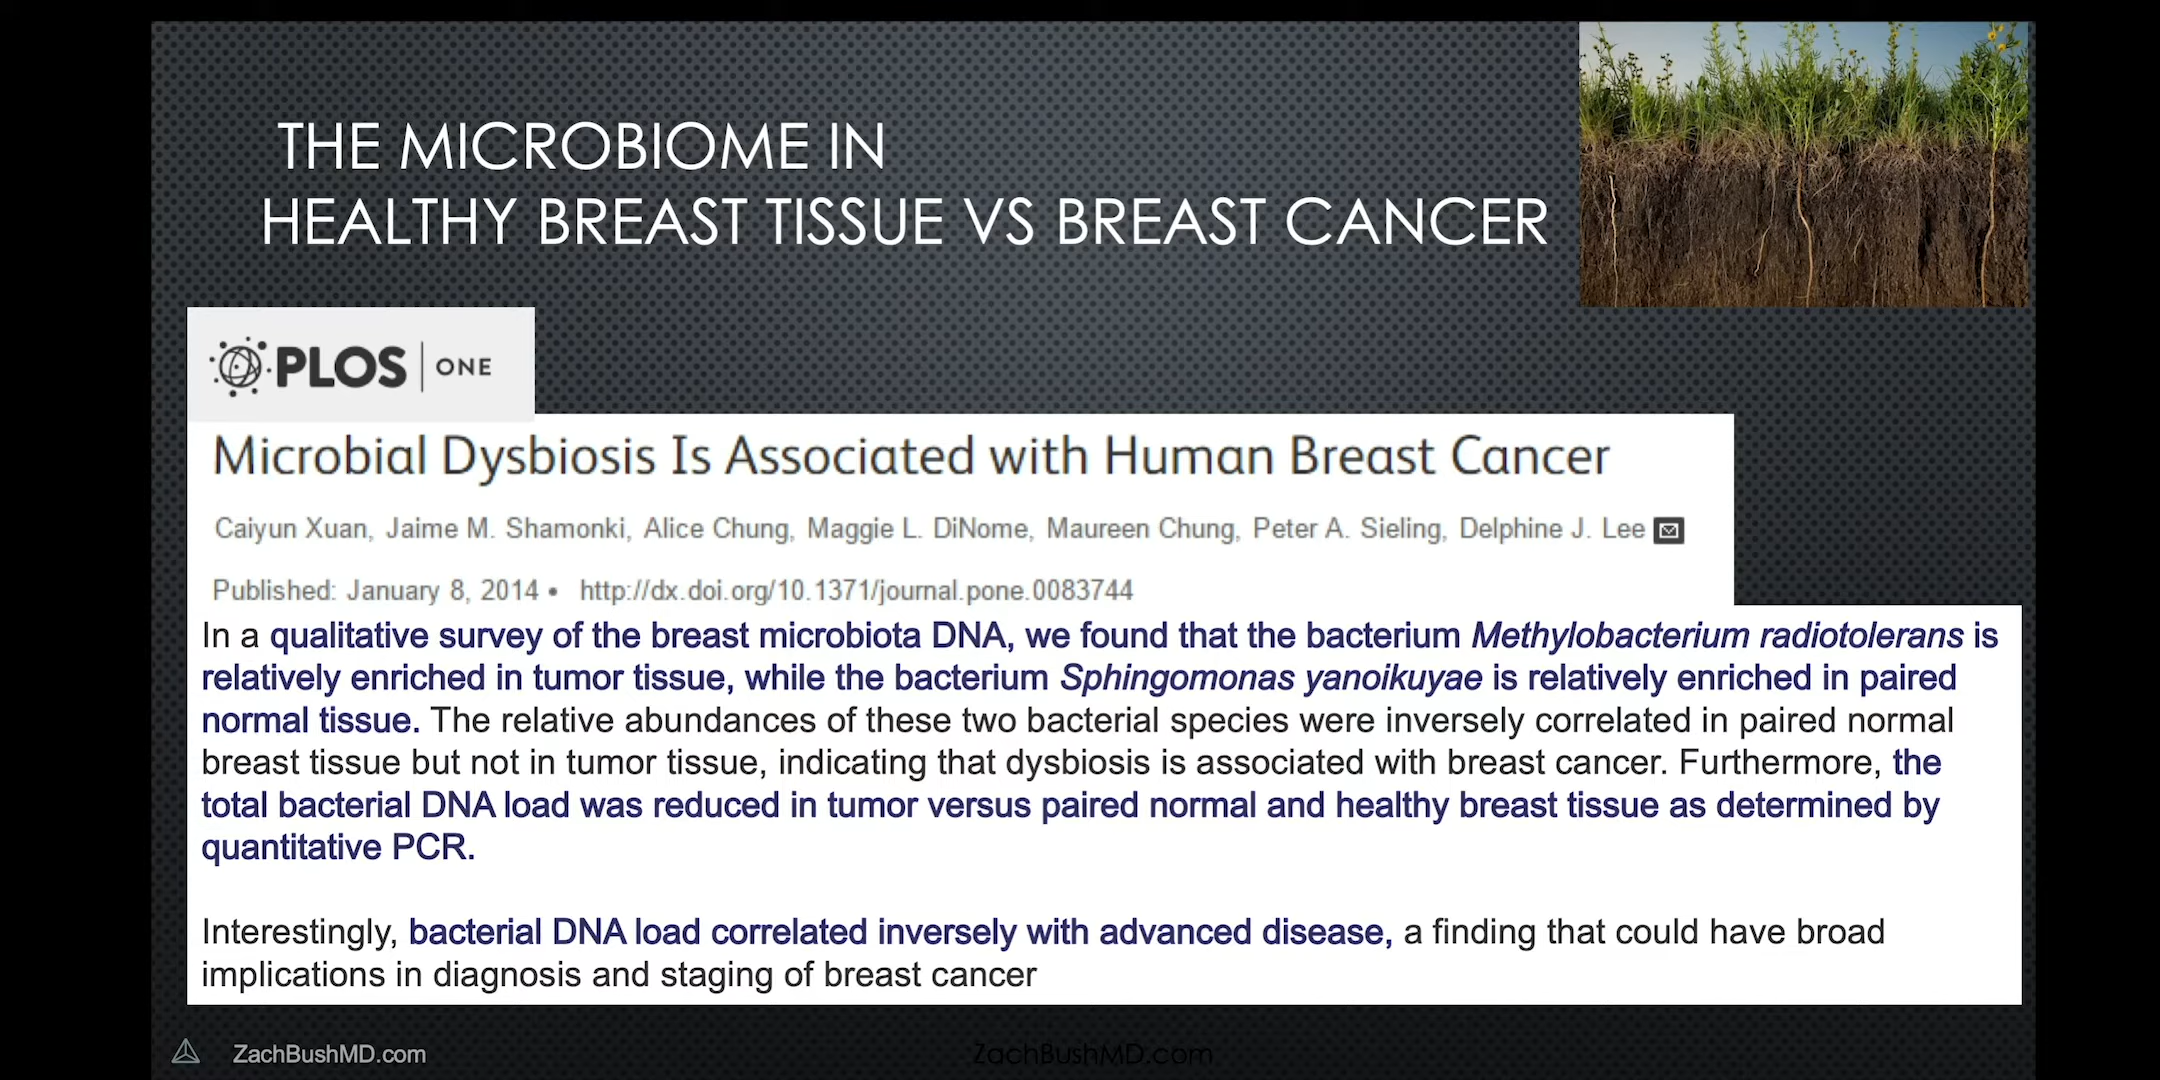 THE MICROBIOME IN
HEALTHY BREAST TISSUE VS BREAST CANCER
PLOS | ONE
Microbial Dysbiosis Is Associated with Human Breast Cancer
Caiyun Xuan, Jaime M. Shamonki, Alice Chung, Maggie L. DiNome, Maureen Chung, Peter A. Sieling, Delphine J. Lee
Published: January 8, 2014 • http://dx.doi.org/10.1371/journal.pone.0083744
In a qualitative survey of the breast microbiota DNA, we found that the bacterium Methylobacterium radiotolerans is
relatively enriched in tumor tissue, while the bacterium Sphingomonas yanoikuyae is relatively enriched in paired
normal tissue. The relative abundances of these two bacterial species were inversely correlated in paired normal
breast tissue but not in tumor tissue, indicating that dysbiosis is associated with breast cancer. Furthermore, the
total bacterial DNA load was reduced in tumor versus paired normal and healthy breast tissue as determined by
quantitative PCR.
Interestingly, bacterial DNA load correlated inversely with advanced disease, a finding that could have broad
implications in diagnosis and staging of breast cancer
ZachBushMD.com
ZachBushMD.com